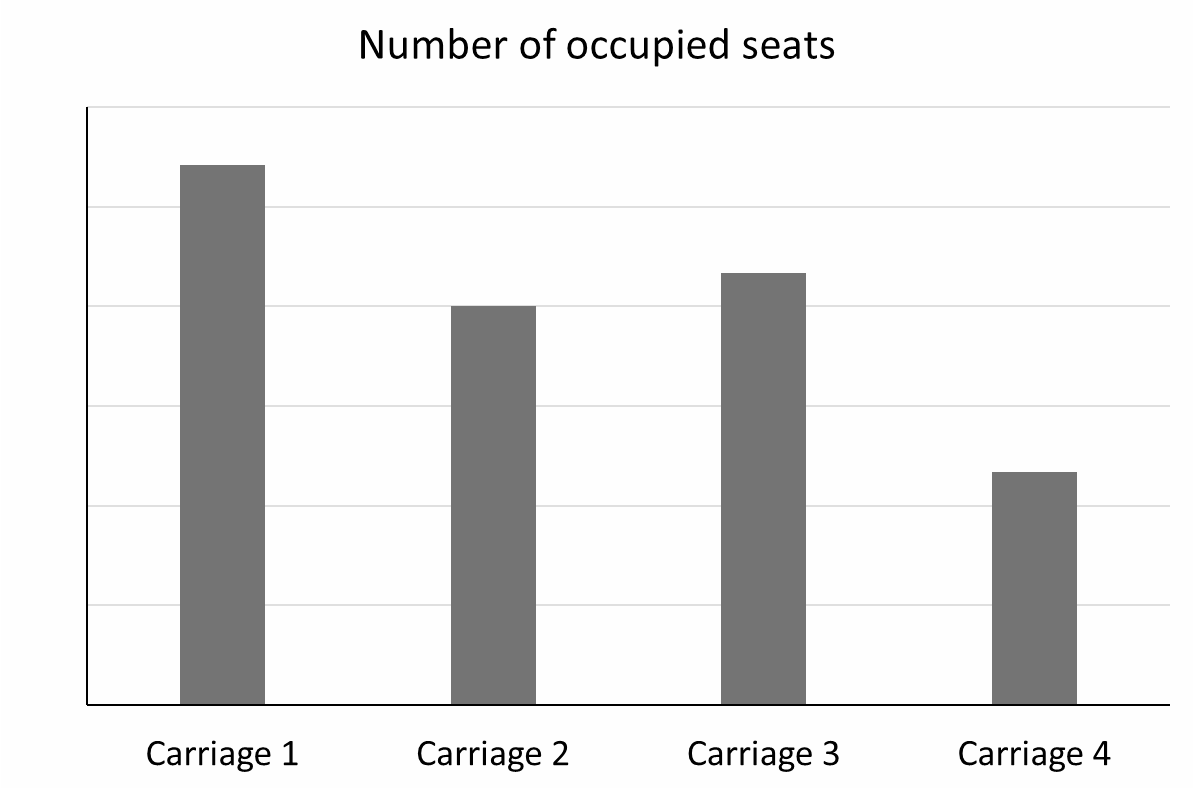 Number of occupied seats
Carriage 1
Carriage 2
Carriage 3
Carriage 4